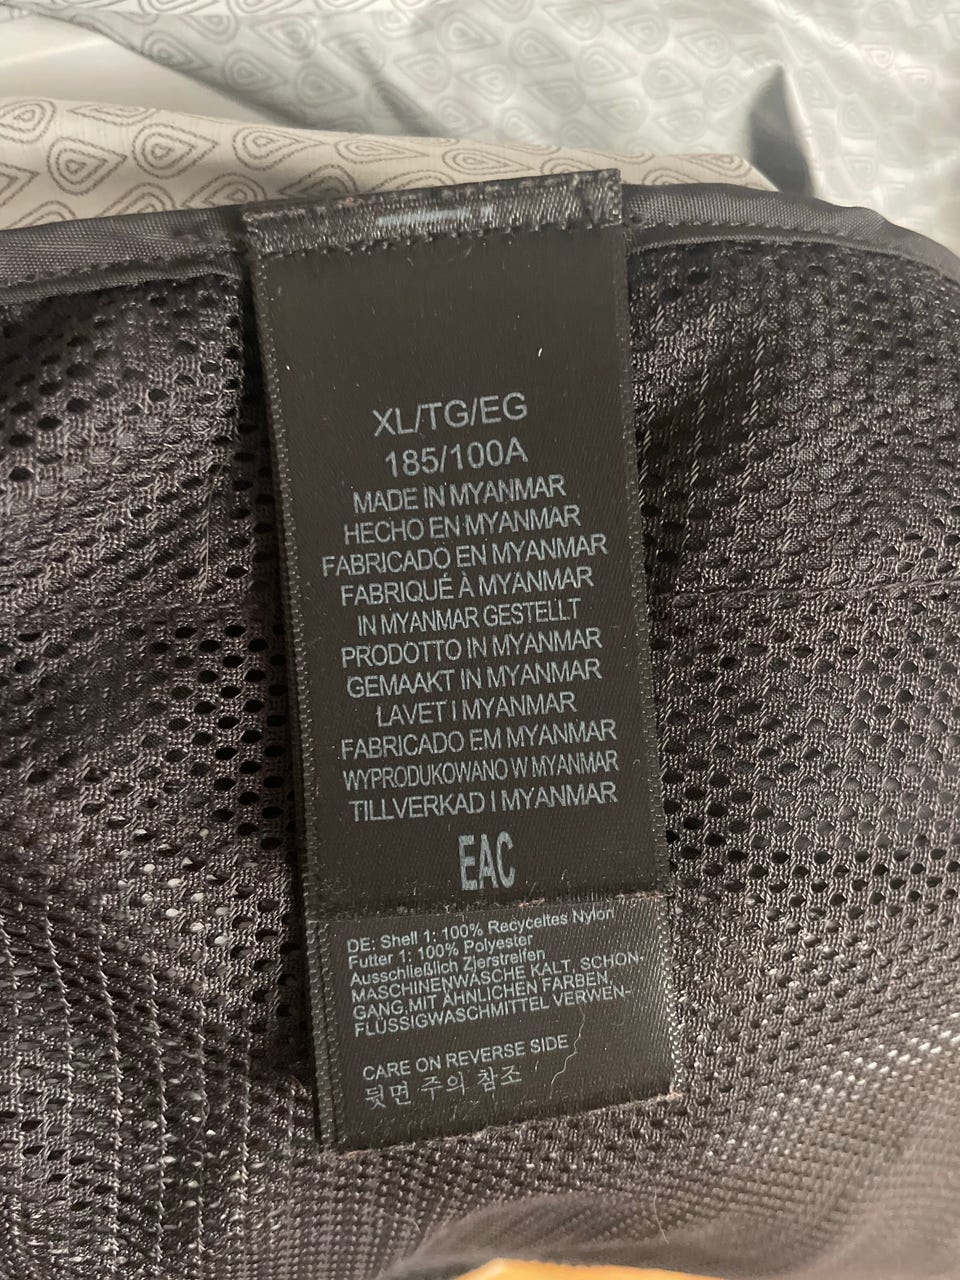 XL/TG/EG
185/100A
MADE IN MYANMAR
HECHO EN MYANMAR
FABRICADO EN MYANMAR
FABRIQUÉ À MYANMAR
IN MYANMAR GESTELLT
PRODOTTO IN MYANMAR
GEMAAKT IN MYANMAR
LAVET I MYANMAR
FABRICADO EM MYANMAR
WYPRODUKOWANO W MYANMAR
TILLVERKAD I MYANMAR
EAC
DE: Shell 1: 100% Recyceltes Nylon
Futter 1: 100% Polyester
Ausschließlich Zierstreifen
MASCHINENWÄSCHE KALT, SCHON-
GANG,MIT ÄHNLICHEN FARBEN,
FLÜSSIGWASCHMITTEL VERWEN-
CARE ON REVERSE SIDE
뒷면 주의 참조